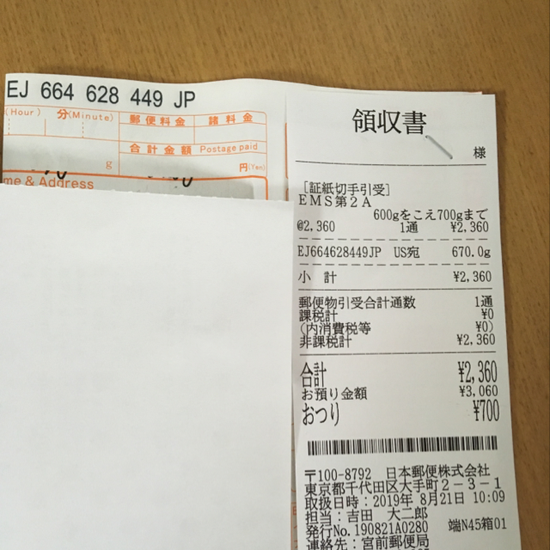 EJ 664 628 449 JP
(Hour) 分(Minute) 郵便料金 諸料金
合計金額 Postage paid
g 円(Yen)
me & Address
領収書
様
[証紙切手引受]
EMS第2A
600gをこえ700gまで
@2,360 1通 ¥2,360
EJ664628449JP US宛 670.0g
小 計 ¥2,360
郵便物引受合計通数 1通
課税計 ¥0
(内消費税等 ¥0)
非課税計 ¥2,360
合計 ¥2,360
お預り金額 ¥3,060
おつり ¥700
〒100-8792 日本郵便株式会社
東京都千代田区大手町2-3-1
取扱日時:2019年 8月21日 10:09
担当:吉田 大二郎
発行No.190821A0280 端N45箱01
連絡先:宮前郵便局